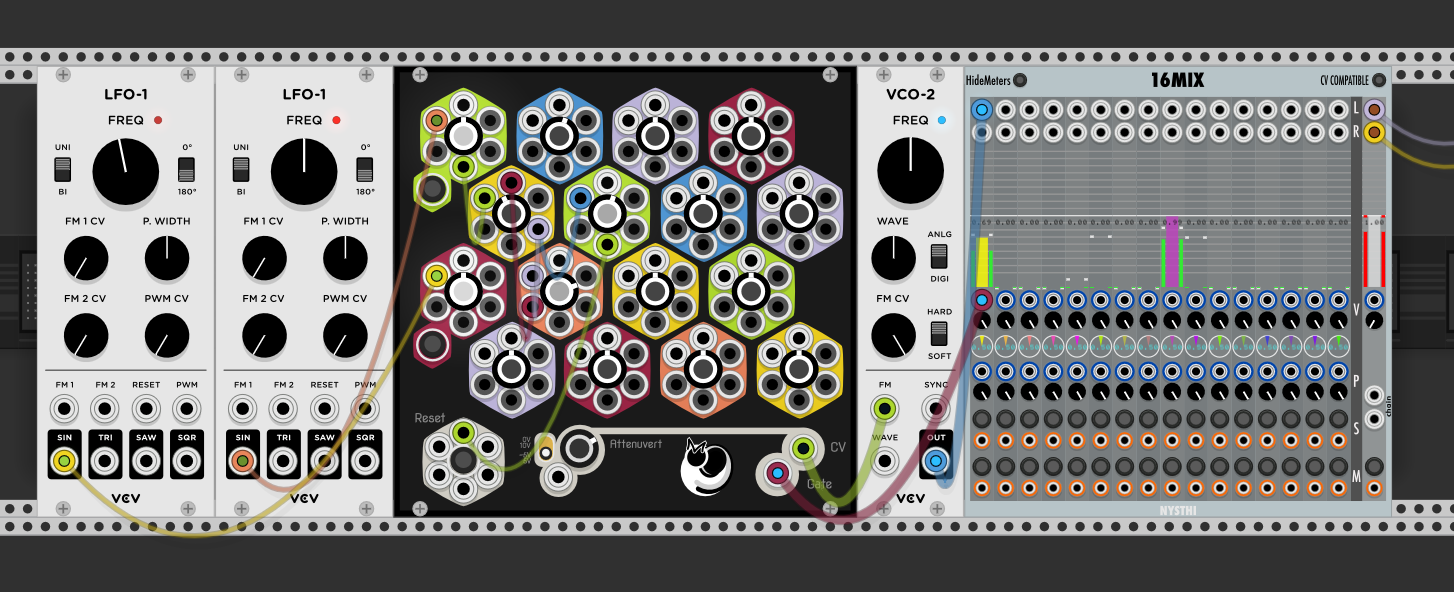 LFO-1
FREQ
UNI
0°
BI
180°
FM 1 CV
P. WIDTH
FM 2 CV
PWM CV
FM 1
FM 2
RESET
PWM
SIN
TRI
SAW
SQR
VCV
LFO-1
FREQ
UNI
0°
BI
180°
FM 1 CV
P. WIDTH
FM 2 CV
PWM CV
FM 1
FM 2
RESET
PWM
SIN
TRI
SAW
SQR
VCV
Reset
Attenuvert
CV
Gate
VCO-2
FREQ
WAVE
ANLG
DIGI
FM CV
HARD
SOFT
FM
SYNC
WAVE
OUT
VCV
HideMeters
16MIX
CV COMPATIBLE
L
R
V
P
chain
S
M
NYSTHI